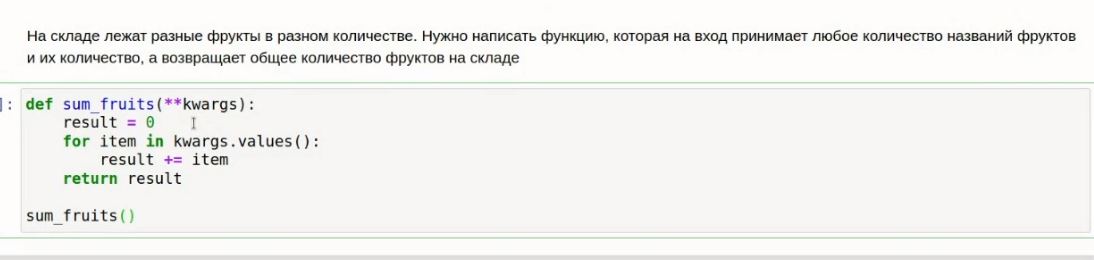 На складе лежат разные фрукты в разном количестве. Нужно написать функцию, которая на вход принимает любое количество названий фруктов
и их количество, а возвращает общее количество фруктов на складе
]: def sum_fruits(**kwargs):
    result = 0
    for item in kwargs.values():
        result += item
    return result
sum_fruits()